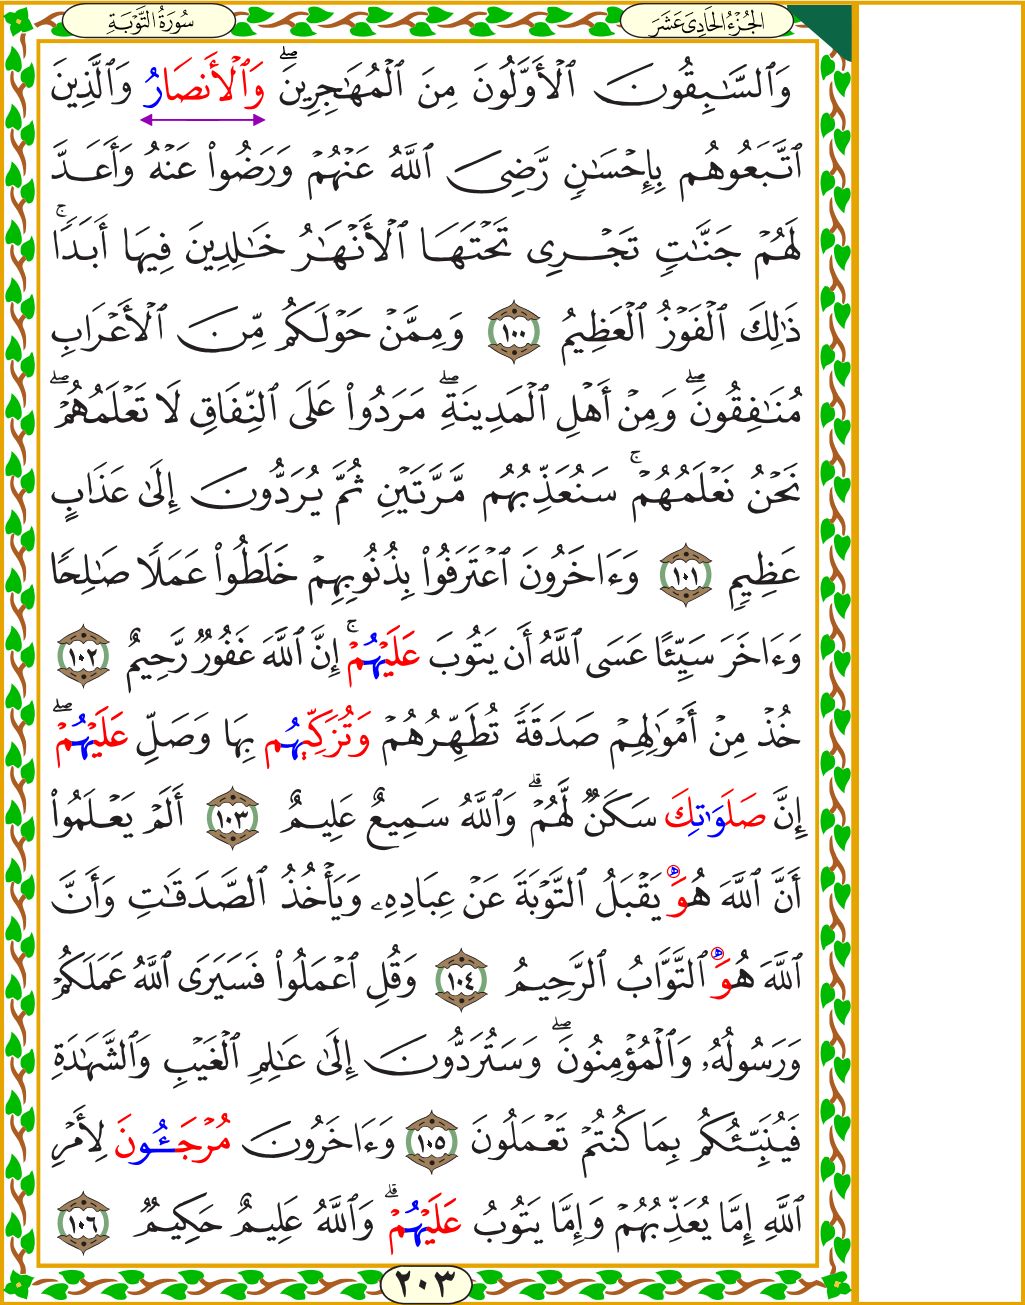 سُورَةُ التَّوْبَةِ
الجُزْءُ الحَادِي عَشَرَ
وَٱلسَّٰبِقُونَ ٱلْأَوَّلُونَ مِنَ ٱلْمُهَٰجِرِينَۖ وَٱلْأَنصَارُ وَٱلَّذِينَ
ٱتَّبَعُوهُم بِإِحْسَٰنٖ رَّضِىَ ٱللَّهُ عَنْهُمْ وَرَضُوا۟ عَنْهُ وَأَعَدَّ
لَهُمْ جَنَّٰتٖ تَجْرِى تَحْتَهَا ٱلْأَنْهَٰرُ خَٰلِدِينَ فِيهَا أَبَدٗاۚ
ذَٰلِكَ ٱلْفَوْزُ ٱلْعَظِيمُ ١٠٠ وَمِمَّنْ حَوْلَكُم مِّنَ ٱلْأَعْرَابِ
مُنَٰفِقُونَۖ وَمِنْ أَهْلِ ٱلْمَدِينَةِۖ مَرَدُوا۟ عَلَى ٱلنِّفَاقِ لَا تَعْلَمُهُمْۖ
نَحْنُ نَعْلَمُهُمْۚ سَنُعَذِّبُهُم مَّرَّتَيْنِ ثُمَّ يُرَدُّونَ إِلَىٰ عَذَابٍ
عَظِيمٖ ١٠١ وَءَاخَرُونَ ٱعْتَرَفُوا۟ بِذُنُوبِهِمْ خَلَطُوا۟ عَمَلٗا صَٰلِحٗا
وَءَاخَرَ سَيِّئًا عَسَى ٱللَّهُ أَن يَتُوبَ عَلَيْهُمْۚ إِنَّ ٱللَّهَ غَفُورٞ رَّحِيمٌ ١٠٢
خُذْ مِنْ أَمْوَٰلِهِمْ صَدَقَةٗ تُطَهِّرُهُمْ وَتُزَكِّيهُم بِهَا وَصَلِّ عَلَيْهُمْۖ
إِنَّ صَلَوَٰتِكَ سَكَنٞ لَّهُمْۗ وَٱللَّهُ سَمِيعٌ عَلِيمٌ ١٠٣ أَلَمْ يَعْلَمُوا۟
أَنَّ ٱللَّهَ هُوَ يَقْبَلُ ٱلتَّوْبَةَ عَنْ عِبَادِهِۦ وَيَأْخُذُ ٱلصَّدَقَٰتِ وَأَنَّ
ٱللَّهَ هُوَ ٱلتَّوَّابُ ٱلرَّحِيمُ ١٠٤ وَقُلِ ٱعْمَلُوا۟ فَسَيَرَى ٱللَّهُ عَمَلَكُمْ
وَرَسُولُهُۥ وَٱلْمُؤْمِنُونَۖ وَسَتُرَدُّونَ إِلَىٰ عَٰلِمِ ٱلْغَيْبِ وَٱلشَّهَٰدَةِ
فَيُنَبِّئُكُم بِمَا كُنتُمْ تَعْمَلُونَ ١٠٥ وَءَاخَرُونَ مُرْجَـُٔونَ لِأَمْرِ
ٱللَّهِ إِمَّا يُعَذِّبُهُمْ وَإِمَّا يَتُوبُ عَلَيْهُمْۗ وَٱللَّهُ عَلِيمٌ حَكِيمٞ ١٠٦
٢٠٣